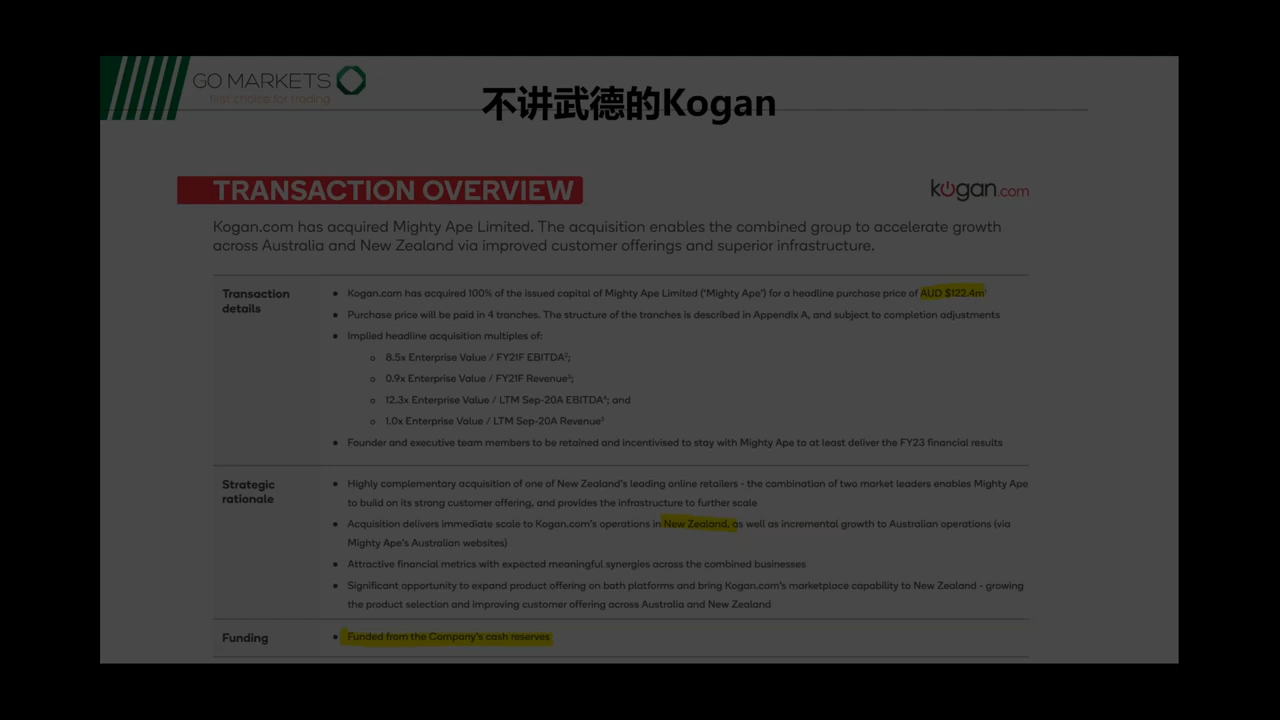 GO MARKETS
first choice for trading
不讲武德的Kogan
TRANSACTION OVERVIEW
kogan.com
Kogan.com has acquired Mighty Ape Limited. The acquisition enables the combined group to accelerate growth
across Australia and New Zealand via improved customer offerings and superior infrastructure.
Transaction
details
• Kogan.com has acquired 100% of the issued capital of Mighty Ape Limited ("Mighty Ape") for a headline purchase price of AUD $122.4m¹
• Purchase price will be paid in 4 tranches. The structure of the tranches is described in Appendix A, and subject to completion adjustments
• Implied headline acquisition multiples of:
o 8.5x Enterprise Value / FY21F EBITDA²;
o 0.9x Enterprise Value / FY21F Revenue³;
o 12.3x Enterprise Value / LTM Sep-20A EBITDA⁴; and
o 1.0x Enterprise Value / LTM Sep-20A Revenue⁵
• Founder and executive team members to be retained and incentivised to stay with Mighty Ape to at least deliver the FY23 financial results
Strategic
rationale
• Highly complementary acquisition of one of New Zealand's leading online retailers - the combination of two market leaders enables Mighty Ape
to build on its strong customer offering, and provides the infrastructure to further scale
• Acquisition delivers immediate scale to Kogan.com's operations in New Zealand, as well as incremental growth to Australian operations (via
Mighty Ape's Australian websites)
• Attractive financial metrics with expected meaningful synergies across the combined businesses
• Significant opportunity to expand product offering on both platforms and bring Kogan.com's marketplace capability to New Zealand - growing
the product selection and improving customer offering across Australia and New Zealand
Funding
• Funded from the Company's cash reserves